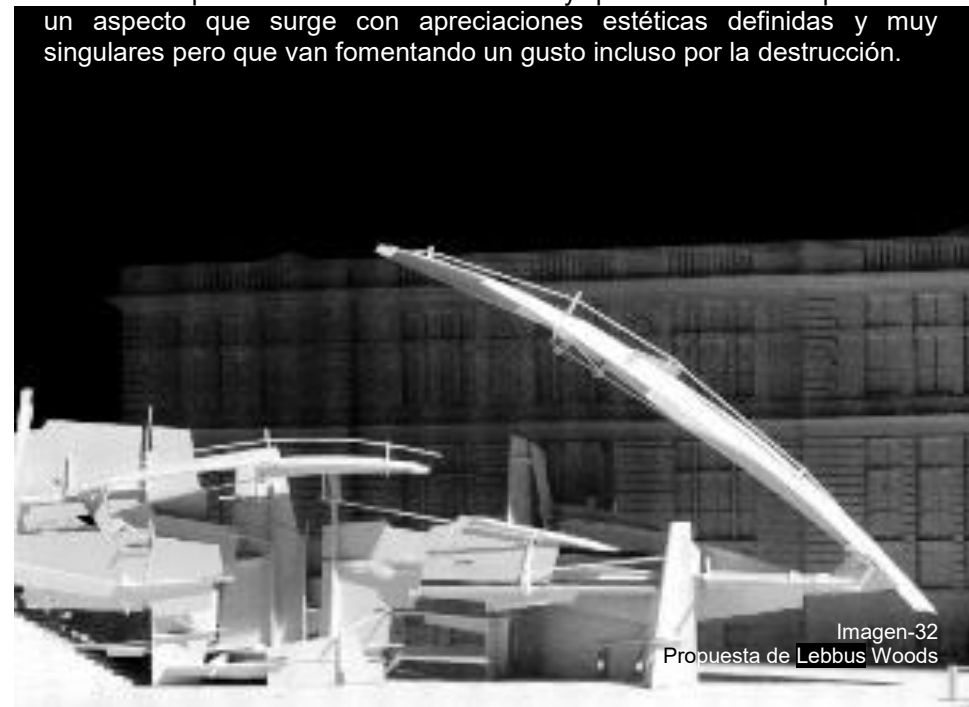 un aspecto que surge con apreciaciones estéticas definidas y muy
singulares pero que van fomentando un gusto incluso por la destrucción.
Imagen-32
Propuesta de Lebbus Woods